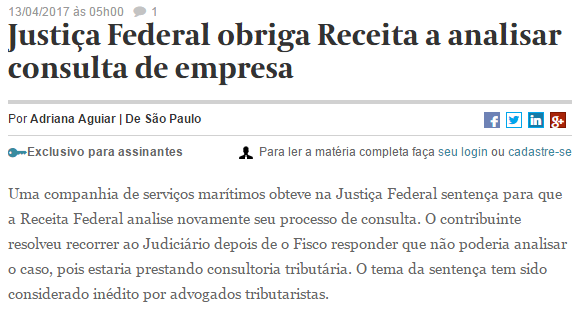 13/04/2017 ás 05h00 1
Justiça Federal obriga Receita a analisar
consulta de empresa
Por Adriana Aguiar | De São Paulo
Exclusivo para assinantes Para ler a matéria completa faça seu login ou cadastre-se
Uma companhia de serviços marítimos obteve na Justiça Federal sentença para que
a Receita Federal analise novamente seu processo de consulta. O contribuinte
resolveu recorrer ao Judiciário depois de o Fisco responder que não poderia analisar
o caso, pois estaria prestando consultoria tributária. O tema da sentença tem sido
considerado inédito por advogados tributaristas.